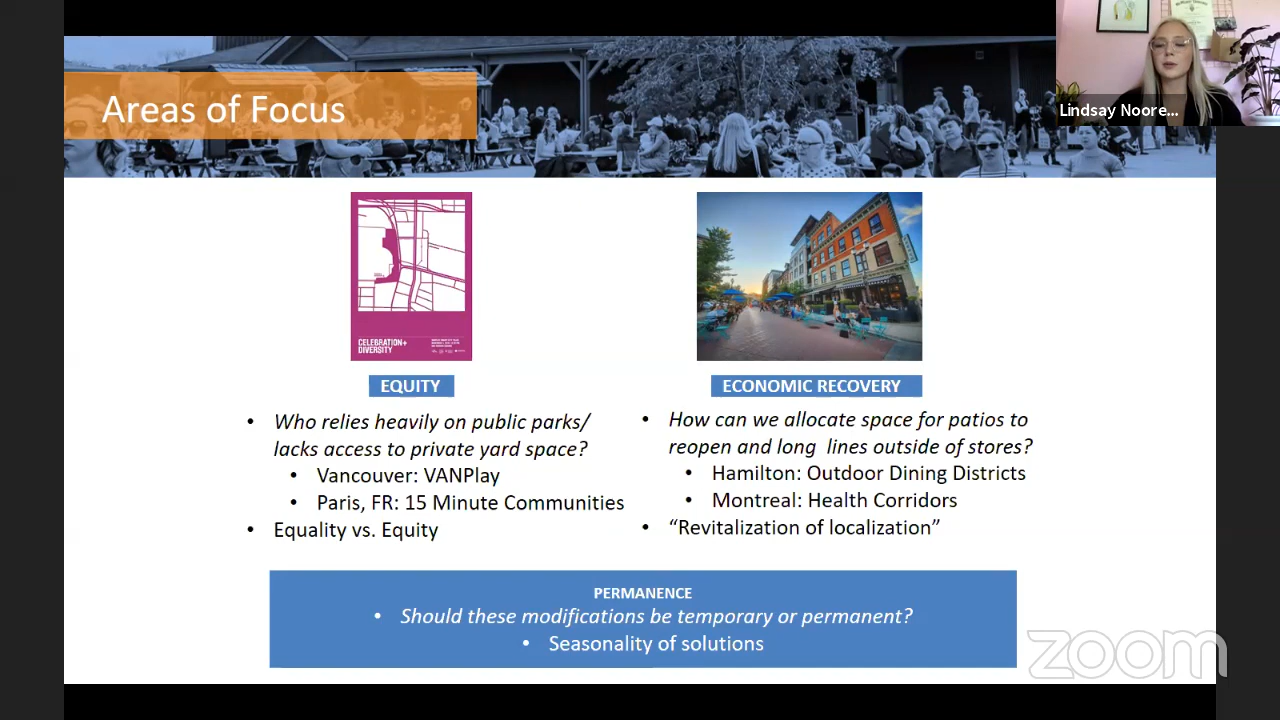 Areas of Focus
Lindsay Noore...
CELEBRATION+
DIVERSITY
EQUITY
• Who relies heavily on public parks/
lacks access to private yard space?
• Vancouver: VANPlay
• Paris, FR: 15 Minute Communities
• Equality vs. Equity
ECONOMIC RECOVERY
• How can we allocate space for patios to
reopen and long lines outside of stores?
• Hamilton: Outdoor Dining Districts
• Montreal: Health Corridors
• “Revitalization of localization”
PERMANENCE
• Should these modifications be temporary or permanent?
• Seasonality of solutions
zoom